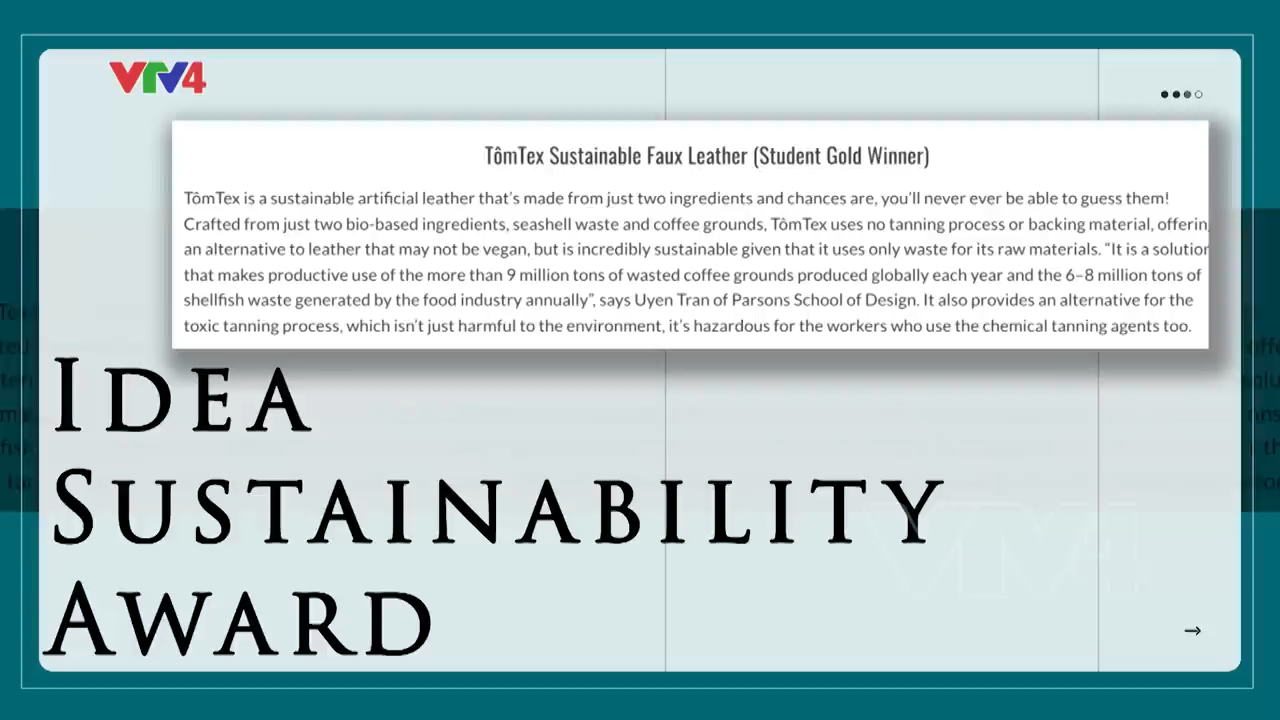 VTV4
TômTex Sustainable Faux Leather (Student Gold Winner)
TômTex is a sustainable artificial leather that’s made from just two ingredients and chances are, you’ll never ever be able to guess them!
Crafted from just two bio-based ingredients, seashell waste and coffee grounds, TômTex uses no tanning process or backing material, offerin
an alternative to leather that may not be vegan, but is incredibly sustainable given that it uses only waste for its raw materials. “It is a solution
that makes productive use of the more than 9 million tons of wasted coffee grounds produced globally each year and the 6–8 million tons of
shellfish waste generated by the food industry annually”, says Uyen Tran of Parsons School of Design. It also provides an alternative for the
toxic tanning process, which isn’t just harmful to the environment, it’s hazardous for the workers who use the chemical tanning agents too.
IDEA
SUSTAINABILITY
AWARD
VTV4